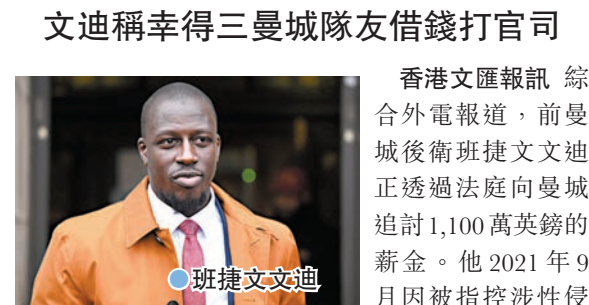 文迪稱幸得三曼城隊友借錢打官司
班捷文文迪
香港文匯報訊 綜
合外電報道，前曼
城後衛班捷文文迪
正透過法庭向曼城
追討1,100萬英鎊的
薪金。他2021年9
月因被指控涉性侵